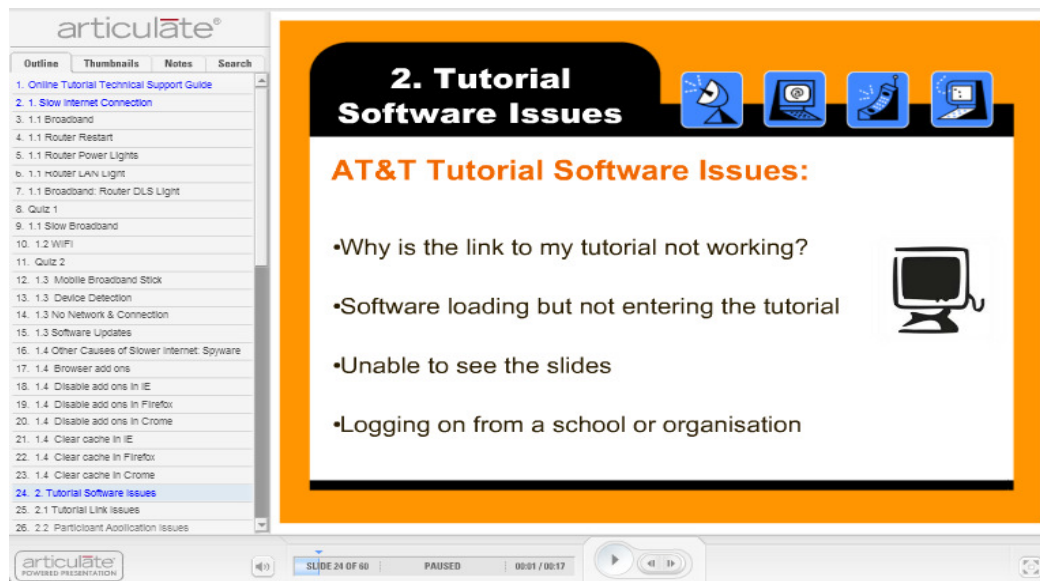 articulate®
Outline Thumbnails Notes Search
1. Online Tutorial Technical Support Guide
2. 1. Slow Internet Connection
3. 1.1 Broadband
4. 1.1 Router Restart
5. 1.1 Router Power Lights
6. 1.1 Router LAN Light
7. 1.1 Broadband: Router DLS Light
8. Quiz 1
9. 1.1 Slow Broadband
10. 1.2 WiFi
11. Quiz 2
12. 1.3 Mobile Broadband Stick
13. 1.3 Device Detection
14. 1.3 No Network & Connection
15. 1.3 Software Updates
16. 1.4 Other Causes of Slower Internet: Spyware
17. 1.4 Browser add ons
18. 1.4 Disable add ons in IE
19. 1.4 Disable add ons in Firefox
20. 1.4 Disable add ons in Crome
21. 1.4 Clear cache in IE
22. 1.4 Clear cache in Firefox
23. 1.4 Clear cache in Crome
24. 2. Tutorial Software Issues
25. 2.1 Tutorial Link Issues
26. 2.2 Participant Application Issues
2. Tutorial
Software Issues
AT&T Tutorial Software Issues:
•Why is the link to my tutorial not working?
•Software loading but not entering the tutorial
•Unable to see the slides
•Logging on from a school or organisation
articulate
POWERED PRESENTATION
SLIDE 24 OF 60 PAUSED 00:01 / 00:17